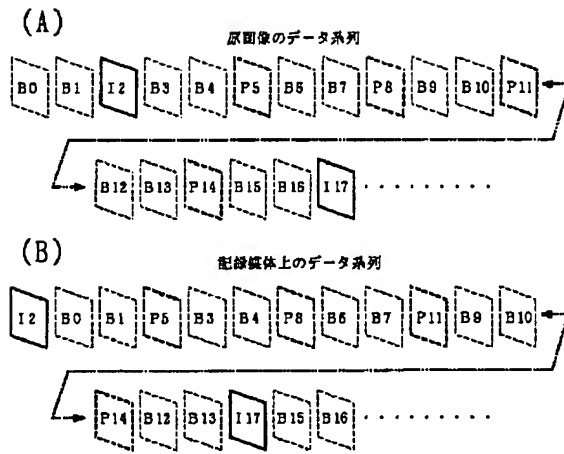 (A)
原画像のデータ系列
B0 B1 I2 B3 B4 P5 B6 B7 P8 B9 B10 P11
B12 B13 P14 B15 B16 I17 ・・・・・・・・・
(B)
記録媒体上のデータ系列
I2 B0 B1 P5 B3 B4 P8 B6 B7 P11 B9 B10
P14 B12 B13 I17 B15 B16 ・・・・・・・・・